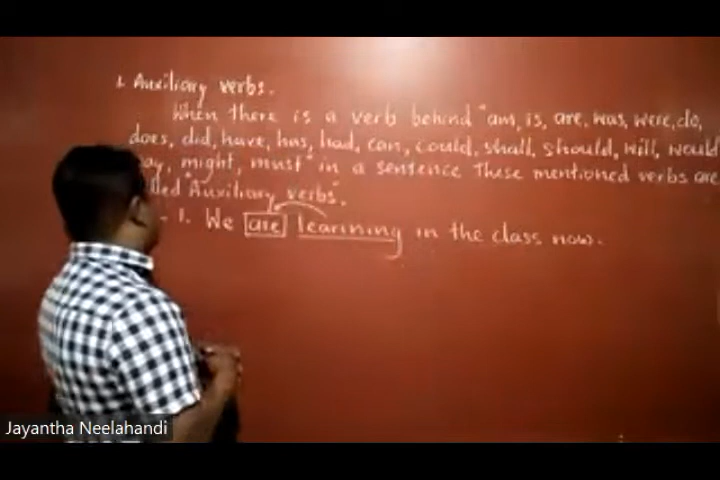 1. Auxiliary verbs.
When there is a verb behind "am, is, are, was, were, do,
does, did, have, has, had, can, could, shall, should, will, would
might, must" in a sentence These mentioned verbs are
"Auxiliary verbs".
1. We are learining in the class now.
Jayantha Neelahandi